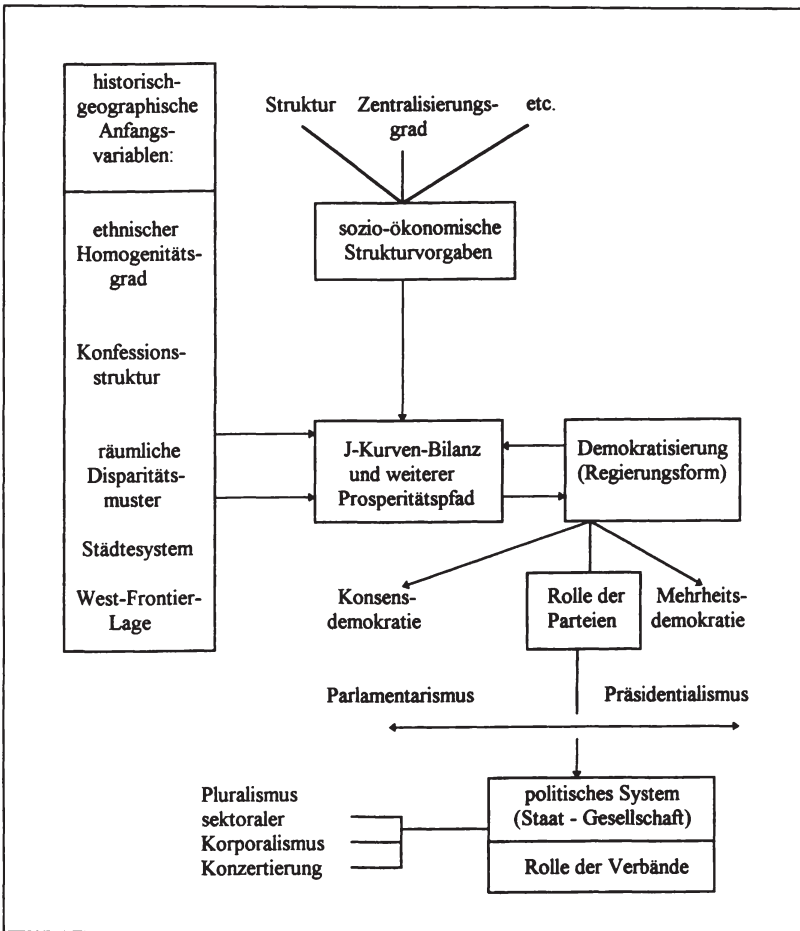 historisch-
geographische
Anfangs-
variablen:
ethnischer
Homogenitäts-
grad
Konfessions-
struktur
räumliche
Disparitäts-
muster
Städtesystem
West-Frontier-
Lage
Struktur Zentralisierungs- etc.
grad
sozio-ökonomische
Strukturvorgaben
J-Kurven-Bilanz
und weiterer
Prosperitätspfad
Demokratisierung
(Regierungsform)
Konsens-
demokratie
Rolle der
Parteien
Mehrheits-
demokratie
Parlamentarismus
Präsidentialismus
politisches System
(Staat - Gesellschaft)
Rolle der Verbände
Pluralismus
sektoraler
Korporalismus
Konzertierung